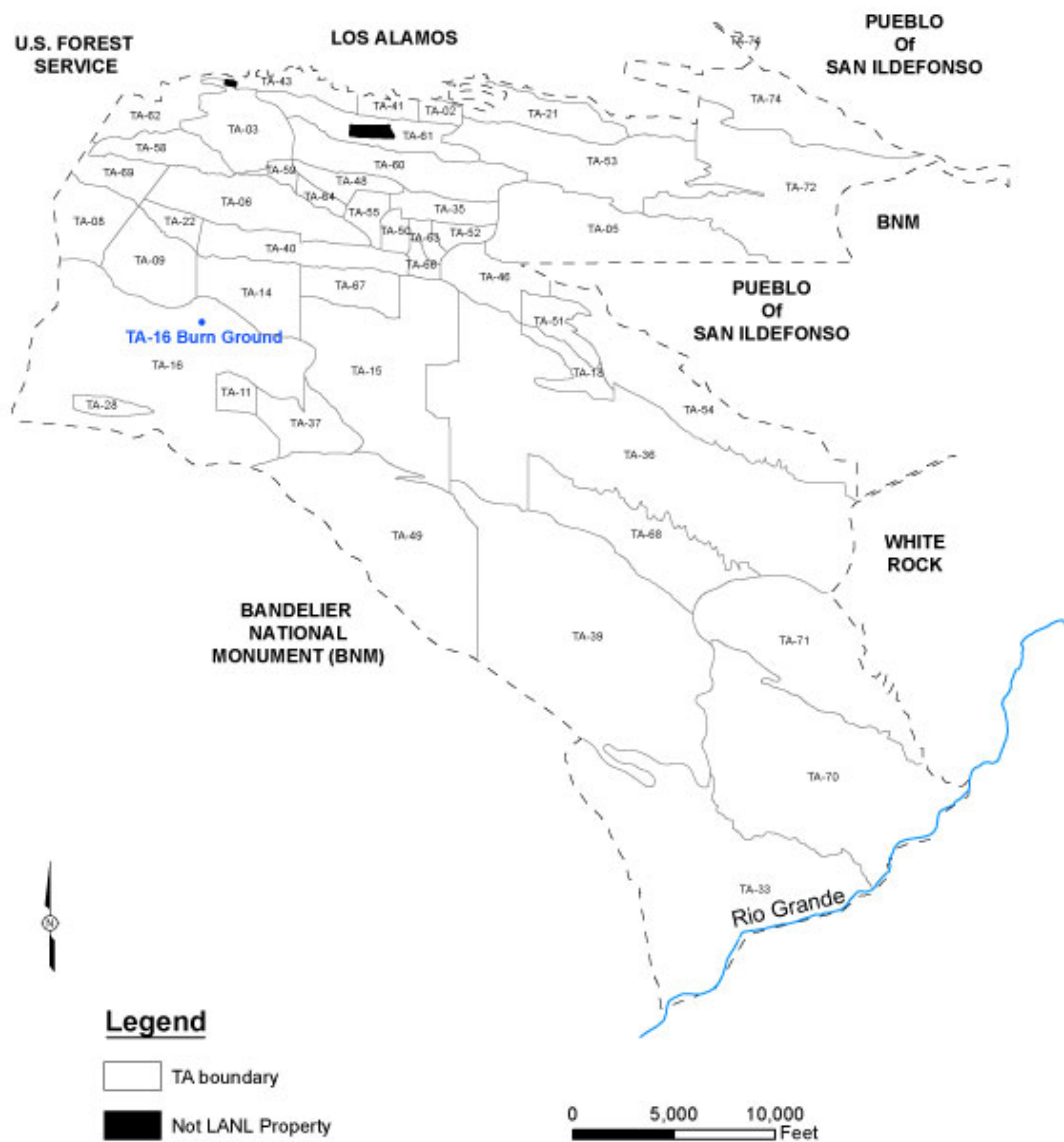 U.S. FOREST
SERVICE
LOS ALAMOS
PUEBLO
Of
SAN ILDEFONSO
TA-74
TA-74
TA-43
TA-41
TA-02
TA-21
TA-62
TA-03
TA-61
TA-53
TA-58
TA-59
TA-60
TA-72
TA-69
TA-48
TA-64
TA-06
TA-55
TA-35
TA-08
TA-22
TA-50
TA-63
TA-52
TA-05
BNM
TA-40
TA-09
TA-66
TA-46
TA-67
TA-14
PUEBLO
Of
SAN ILDEFONSO
TA-51
TA-16 Burn Ground
TA-16
TA-15
TA-18
TA-11
TA-28
TA-54
TA-37
TA-36
TA-49
TA-68
WHITE
ROCK
BANDELIER
NATIONAL
MONUMENT (BNM)
TA-39
TA-71
TA-70
TA-33
Rio Grande
N
Legend
TA boundary
Not LANL Property
0 5,000 10,000
Feet